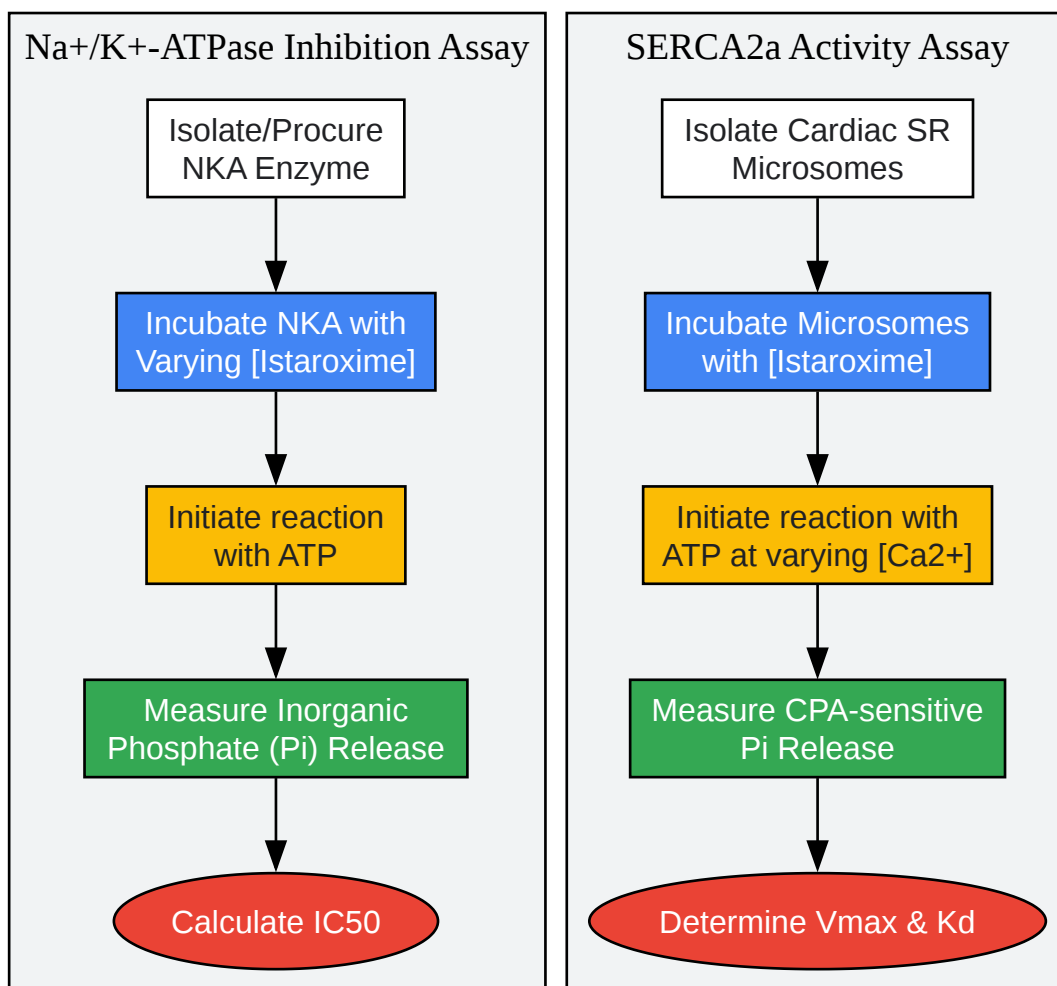 Na+/K+-ATPase Inhibition Assay
Isolate/Procure
NKA Enzyme
Incubate NKA with
Varying [Istaroxime]
Initiate reaction
with ATP
Measure Inorganic
Phosphate (Pi) Release
Calculate IC50
SERCA2a Activity Assay
Isolate Cardiac SR
Microsomes
Incubate Microsomes
with [Istaroxime]
Initiate reaction with
ATP at varying [Ca2+]
Measure CPA-sensitive
Pi Release
Determine Vmax & Kd